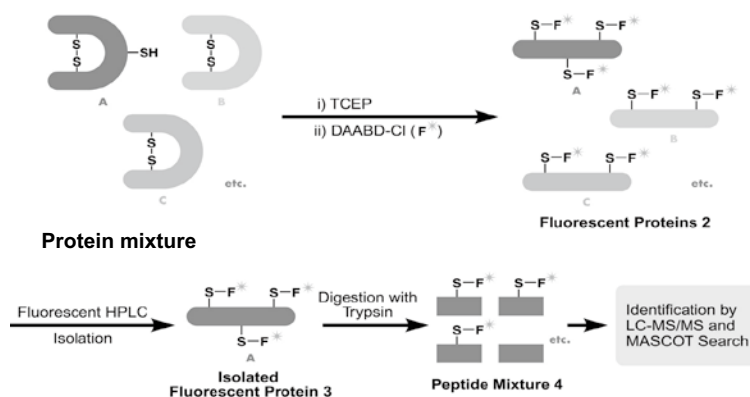 S
S
SH
A
S
S
B
S
S
C
etc.
Protein mixture
i) TCEP
ii) DAABD-Cl (F*)
S-F* S-F*
S-F*
A
S-F* S-F*
B
S-F* S-F*
C
etc.
Fluorescent Proteins 2
Fluorescent HPLC
Isolation
S-F* S-F*
S-F*
A
Isolated
Fluorescent Protein 3
Digestion with
Trypsin
S-F* S-F*
S-F*
etc.
Peptide Mixture 4
Identification by
LC-MS/MS and
MASCOT Search